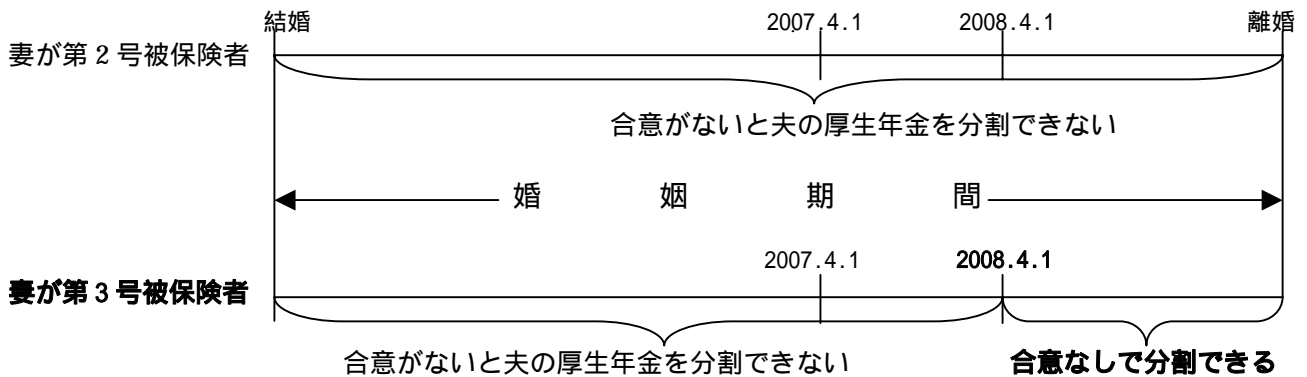 結婚 2007.4.1 2008.4.1 離婚
妻が第2号被保険者
合意がないと夫の厚生年金を分割できない
婚姻期間
2007.4.1 2008.4.1
妻が第3号被保険者
合意がないと夫の厚生年金を分割できない 合意なしで分割できる